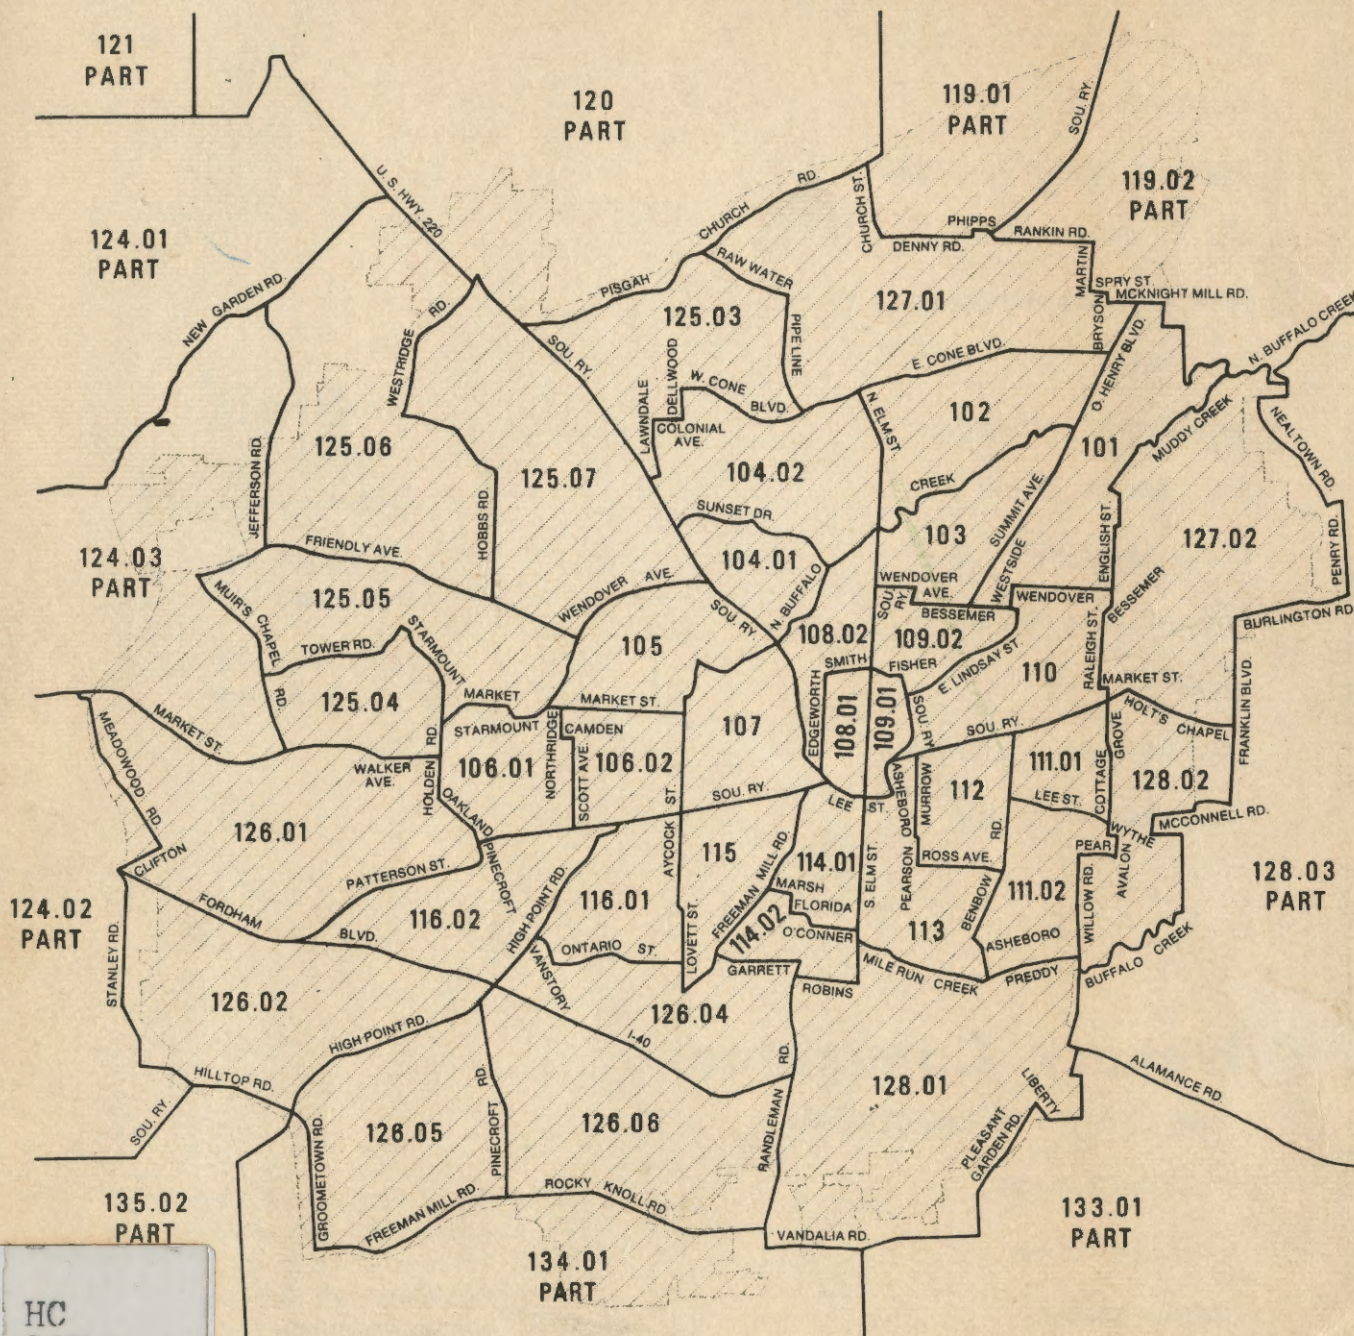 121
PART
120
PART
119.01
PART
SOU. RY.
119.02
PART
124.01
PART
U. S. HWY. 220
CHURCH RD.
CHURCH ST.
PHIPPS
DENNY RD.
RANKIN RD.
MARTIN
SPRY ST.
MCKNIGHT MILL RD.
BRYSON
NEW GARDEN RD.
WESTRIDGE RD.
PISGAH
RAW WATER
PIPE LINE
125.03
127.01
N. BUFFALO CREEK
SOU. RY.
E. CONE BLVD.
O. HENRY BLVD.
DELLWOOD
W. CONE BLVD.
LAWNDALE
COLONIAL
AVE.
N. ELM ST.
102
101
MUDDY CREEK
NEALTOWN RD.
125.06
125.07
104.02
CREEK
JEFFERSON RD.
HOBBS RD.
SUNSET DR.
103
SUMMIT AVE.
ENGLISH ST.
127.02
PENRY RD.
124.03
PART
FRIENDLY AVE.
104.01
WENDOVER AVE.
WENDOVER
AVE.
WESTSIDE
WENDOVER
BESSEMER
MUIR'S CHAPEL RD.
125.05
SOU. RY.
N. BUFFALO
SOU. RY.
BESSEMER
109.02
BURLINGTON RD.
TOWER RD.
STARMOUNT
105
108.02
SMITH
FISHER
E. LINDSAY ST
110
RALEIGH ST.
MARKET ST.
125.04
MARKET
MARKET ST.
107
EDGEWORTH
108.01
109.01
SOU. RY.
SOU. RY.
HOLT'S CHAPEL
FRANKLIN BLVD.
MEADOWOOD RD.
MARKET ST.
STARMOUNT
NORTHRIDGE
CAMDEN
SCOTT AVE.
106.01
106.02
WALKER
AVE.
HOLDEN RD.
OAKLAND
SOU. RY.
LEE ST.
ASHEBORO
MURROW
112
111.01
LEE ST.
COTTAGE GROVE
128.02
MCCONNELL RD.
WYTHE
126.01
CLIFTON
PATTERSON ST.
PINECROFT
HIGH POINT RD.
AYCOCK ST.
115
FREEMAN MILL RD.
114.01
S. ELM ST.
PEARSON
ROSS AVE.
RD.
BENBOW
PEAR
AVALON
WILLOW RD.
111.02
128.03
PART
124.02
PART
FORDHAM BLVD.
116.02
116.01
MARSH
FLORIDA
O'CONNER
114.02
113
STANLEY RD.
ONTARIO ST.
VANSTORY
LOVETT ST.
GARRETT
ROBINS
MILE RUN CREEK
ASHEBORO
PREDDY
BUFFALO CREEK
126.02
126.04
I-40
HIGH POINT RD.
128.01
LIBERTY
ALAMANCE RD.
HILLTOP RD.
SOU. RY.
GROOMETOWN RD.
126.05
PINECROFT RD.
126.06
RANDLEMAN RD.
PLEASANT
GARDEN RD.
FREEMAN MILL RD.
ROCKY KNOLL RD.
VANDALIA RD.
135.02
PART
134.01
PART
133.01
PART
HC